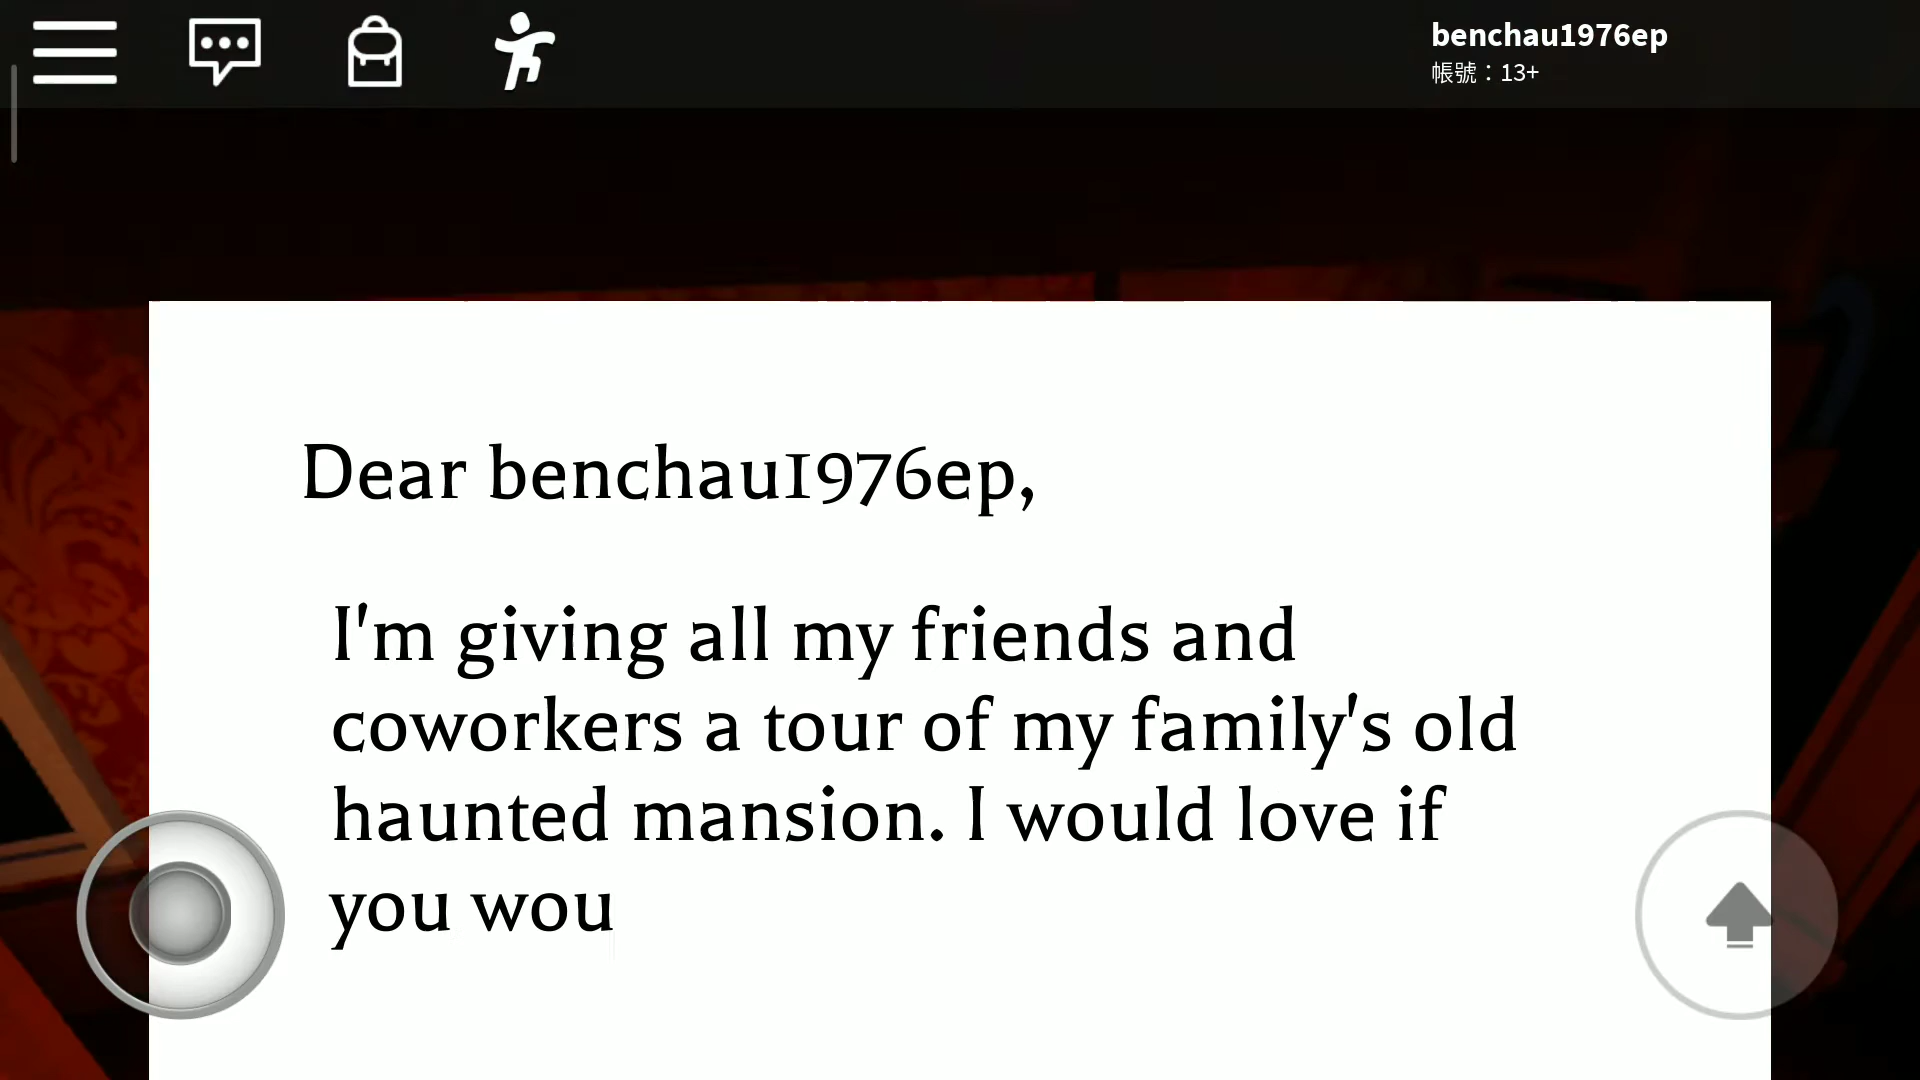 benchau1976ep
帳號：13+
Dear benchau1976ep,
I'm giving all my friends and
coworkers a tour of my family's old
haunted mansion. I would love if
you wou